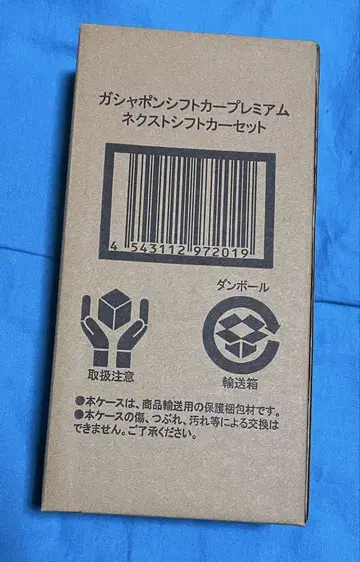 ガシャポンシフトカープレミアム
ネクストシフトカーセット
4 543112 972019
ダンボール
取扱注意
輸送箱
●本ケースは、商品輸送用の保護梱包材です。
●本ケースの傷、つぶれ、汚れ等による交換は
できません。ご了承ください。